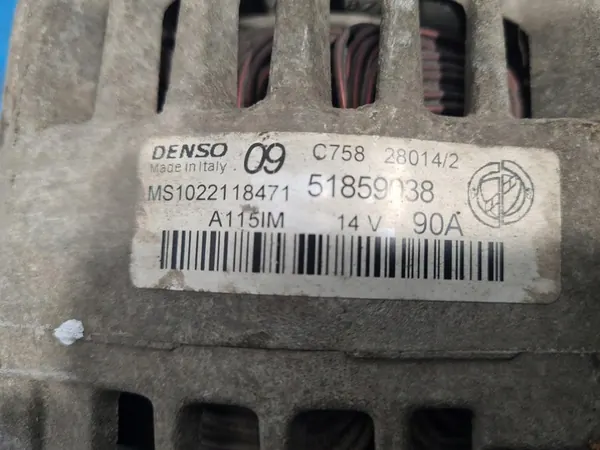 DENSO 09 C758 28014/2
Made in Italy
MS1022118471 51859038
A115IM 14 V 90A